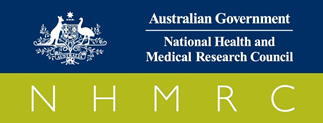 Australian Government
National Health and
Medical Research Council
NHMRC